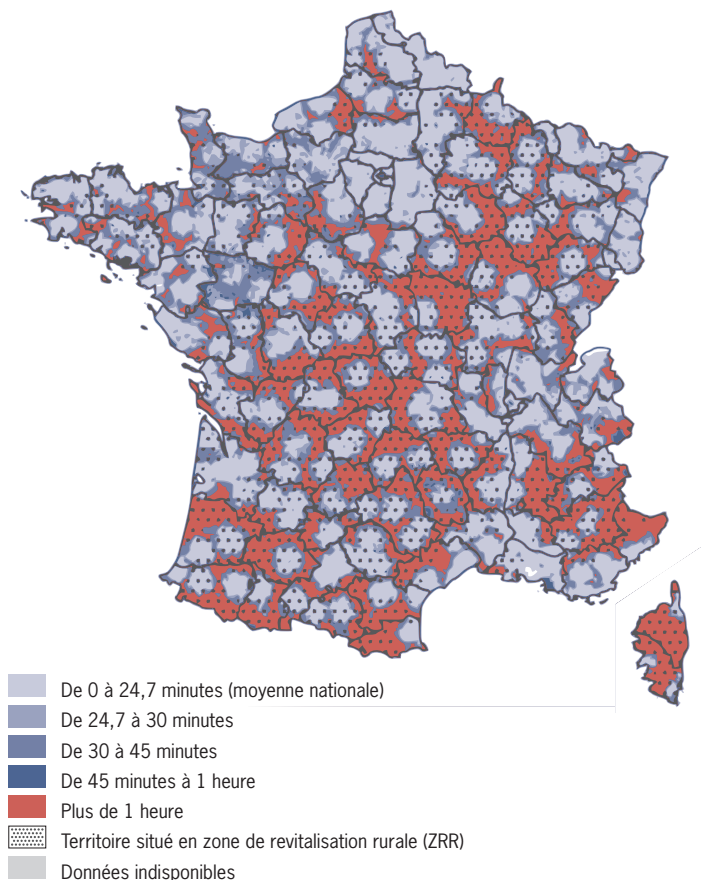 De 0 à 24,7 minutes (moyenne nationale)
De 24,7 à 30 minutes
De 30 à 45 minutes
De 45 minutes à 1 heure
Plus de 1 heure
Territoire situé en zone de revitalisation rurale (ZRR)
Données indisponibles